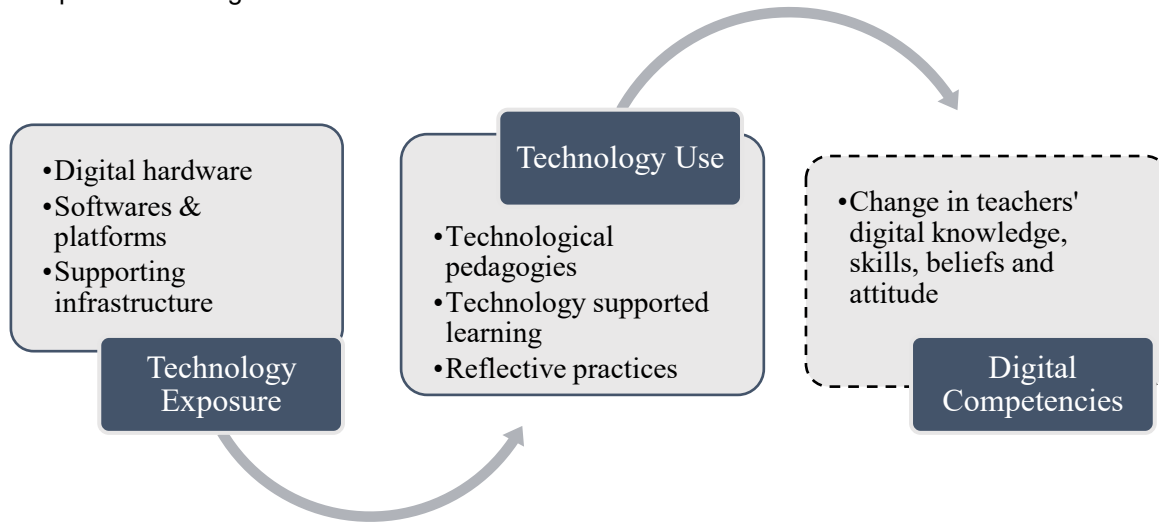 •Digital hardware
•Softwares &
platforms
•Supporting
infrastructure
Technology
Exposure
Technology Use
•Technological
pedagogies
•Technology supported
learning
•Reflective practices
•Change in teachers'
digital knowledge,
skills, beliefs and
attitude
Digital
Competencies